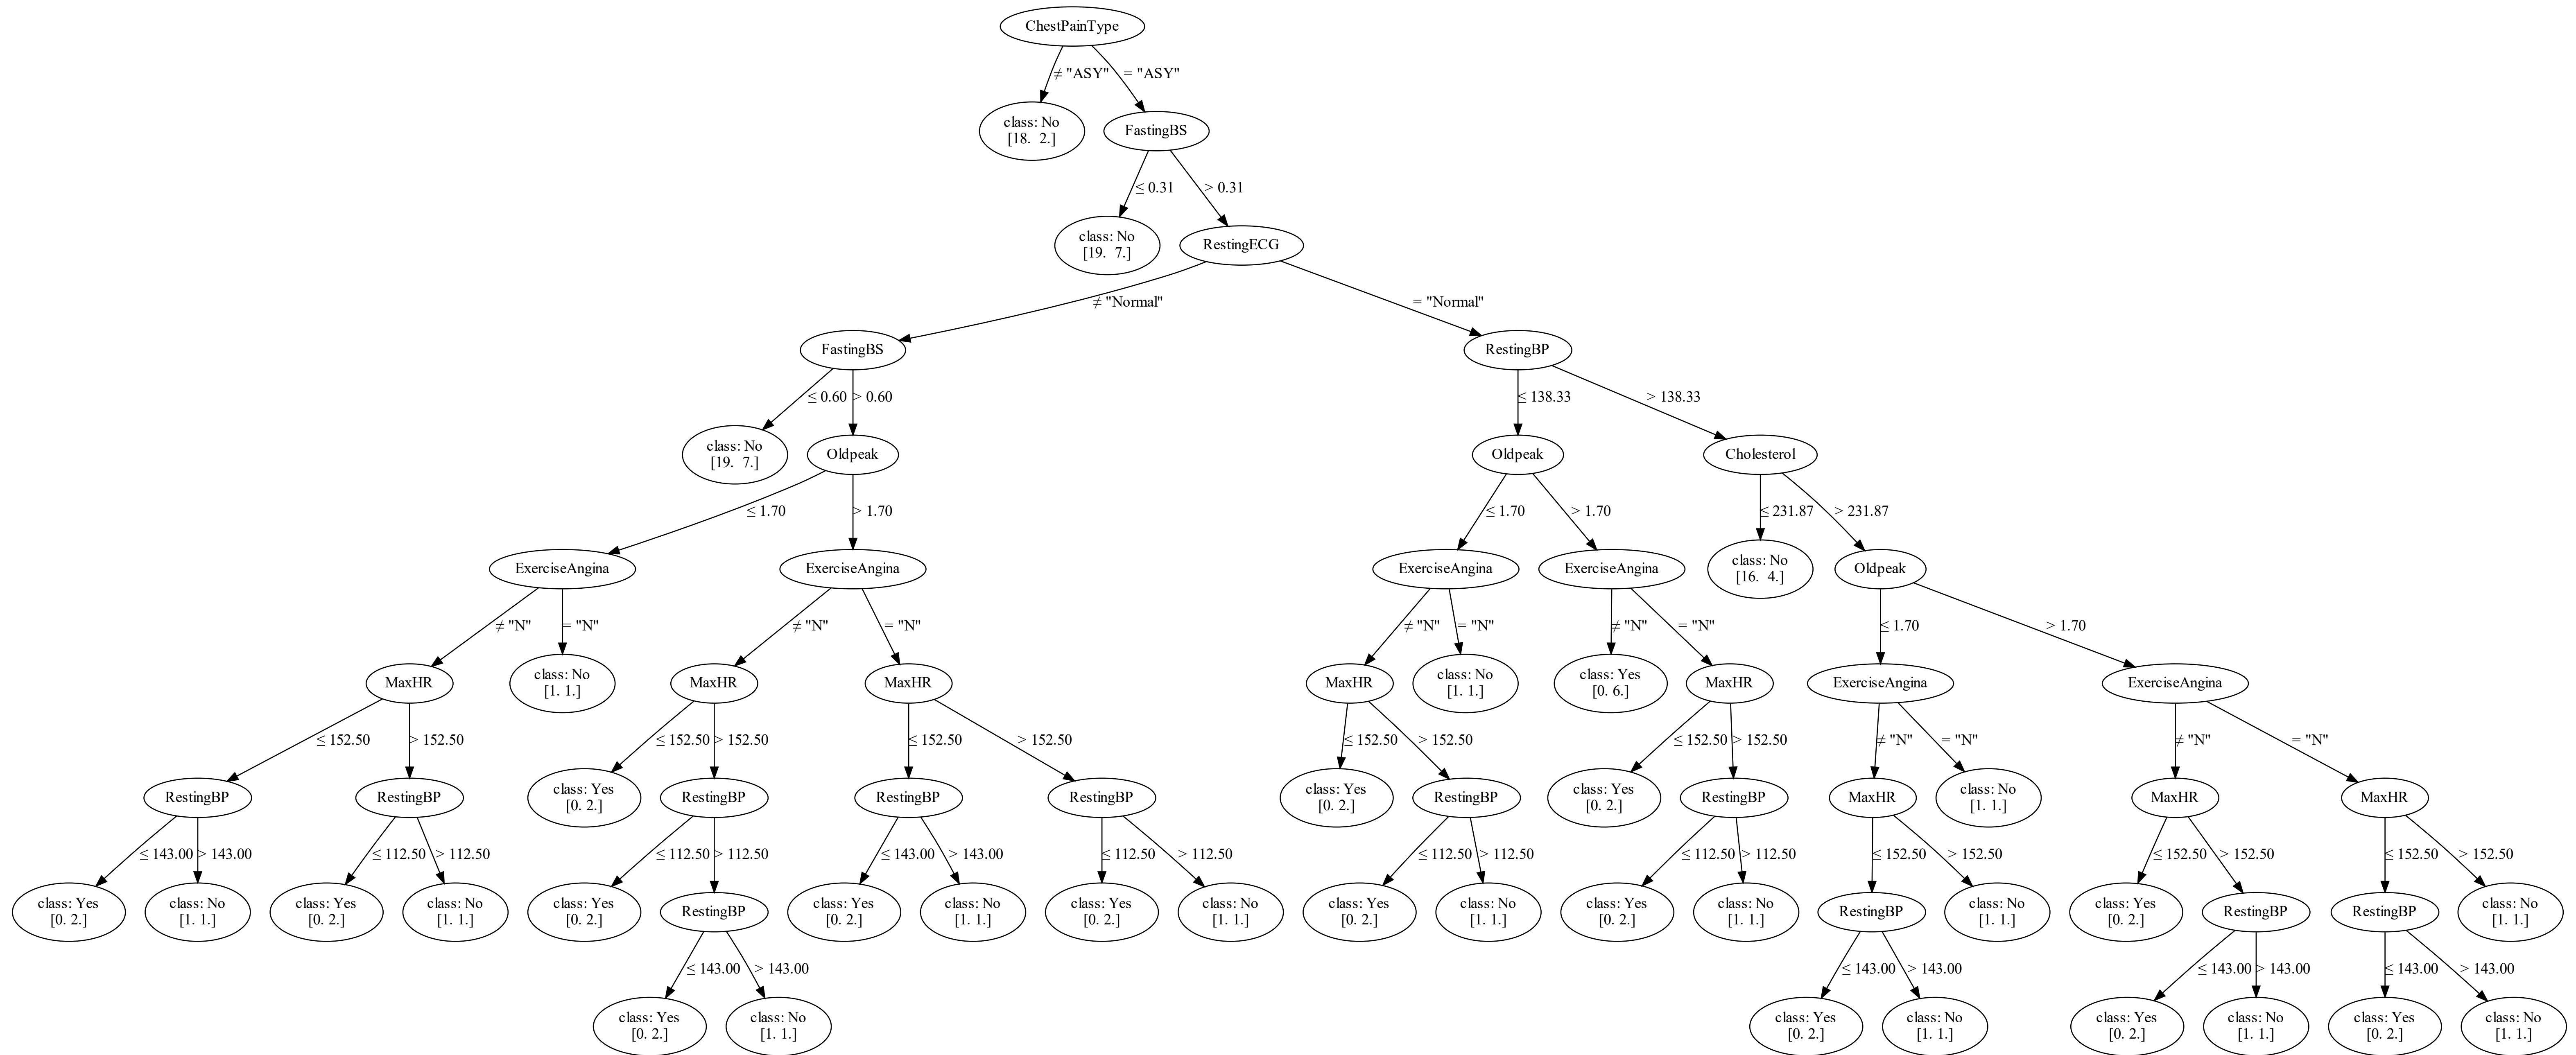 ChestPainType
≠ "ASY"
= "ASY"
class: No
[18.  2.]
FastingBS
≤ 0.31
> 0.31
class: No
[19.  7.]
RestingECG
≠ "Normal"
= "Normal"
FastingBS
RestingBP
≤ 0.60
> 0.60
≤ 138.33
> 138.33
class: No
[19.  7.]
Oldpeak
Oldpeak
Cholesterol
≤ 1.70
> 1.70
≤ 1.70
> 1.70
≤ 231.87
> 231.87
ExerciseAngina
ExerciseAngina
ExerciseAngina
ExerciseAngina
class: No
[16.  4.]
Oldpeak
≠ "N"
= "N"
≠ "N"
= "N"
≠ "N"
= "N"
≠ "N"
= "N"
≤ 1.70
> 1.70
MaxHR
class: No
[1. 1.]
MaxHR
MaxHR
MaxHR
class: No
[1. 1.]
class: Yes
[0. 6.]
MaxHR
ExerciseAngina
ExerciseAngina
≤ 152.50
> 152.50
≤ 152.50
> 152.50
≤ 152.50
> 152.50
≤ 152.50
> 152.50
≤ 152.50
> 152.50
≠ "N"
= "N"
≠ "N"
= "N"
RestingBP
RestingBP
class: Yes
[0. 2.]
RestingBP
RestingBP
RestingBP
class: Yes
[0. 2.]
RestingBP
class: Yes
[0. 2.]
RestingBP
MaxHR
class: No
[1. 1.]
MaxHR
MaxHR
≤ 143.00
> 143.00
≤ 112.50
> 112.50
≤ 112.50
> 112.50
≤ 143.00
> 143.00
≤ 112.50
> 112.50
≤ 112.50
> 112.50
≤ 112.50
> 112.50
≤ 152.50
> 152.50
≤ 152.50
> 152.50
≤ 152.50
> 152.50
class: Yes
[0. 2.]
class: No
[1. 1.]
class: Yes
[0. 2.]
class: No
[1. 1.]
class: Yes
[0. 2.]
RestingBP
class: Yes
[0. 2.]
class: No
[1. 1.]
class: Yes
[0. 2.]
class: No
[1. 1.]
class: Yes
[0. 2.]
class: No
[1. 1.]
class: Yes
[0. 2.]
class: No
[1. 1.]
RestingBP
class: No
[1. 1.]
class: Yes
[0. 2.]
RestingBP
RestingBP
class: No
[1. 1.]
≤ 143.00
> 143.00
≤ 143.00
> 143.00
≤ 143.00
> 143.00
≤ 143.00
> 143.00
class: Yes
[0. 2.]
class: No
[1. 1.]
class: Yes
[0. 2.]
class: No
[1. 1.]
class: Yes
[0. 2.]
class: No
[1. 1.]
class: Yes
[0. 2.]
class: No
[1. 1.]